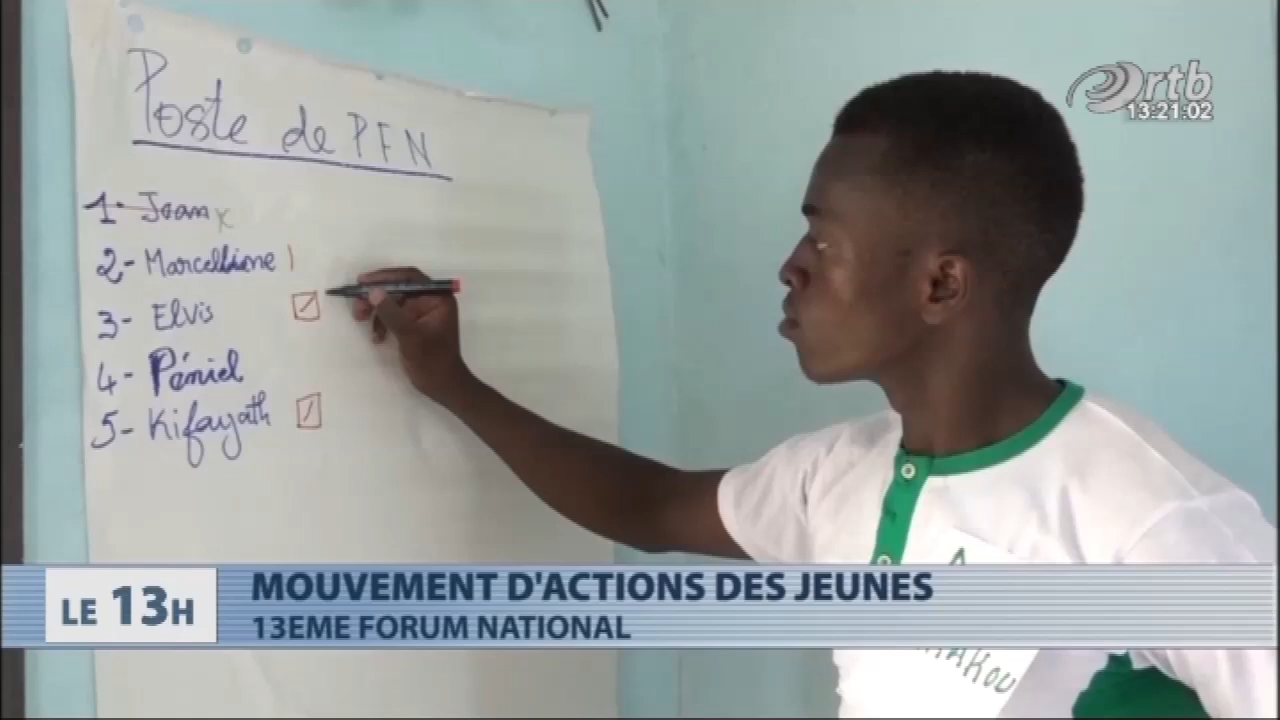 Poste de PFN
1- Joan x
2- Marcelline |
3- Elvis
4- Péniel
5- Kifayath
ortb
13:21:02
LE 13H
MOUVEMENT D'ACTIONS DES JEUNES
13EME FORUM NATIONAL